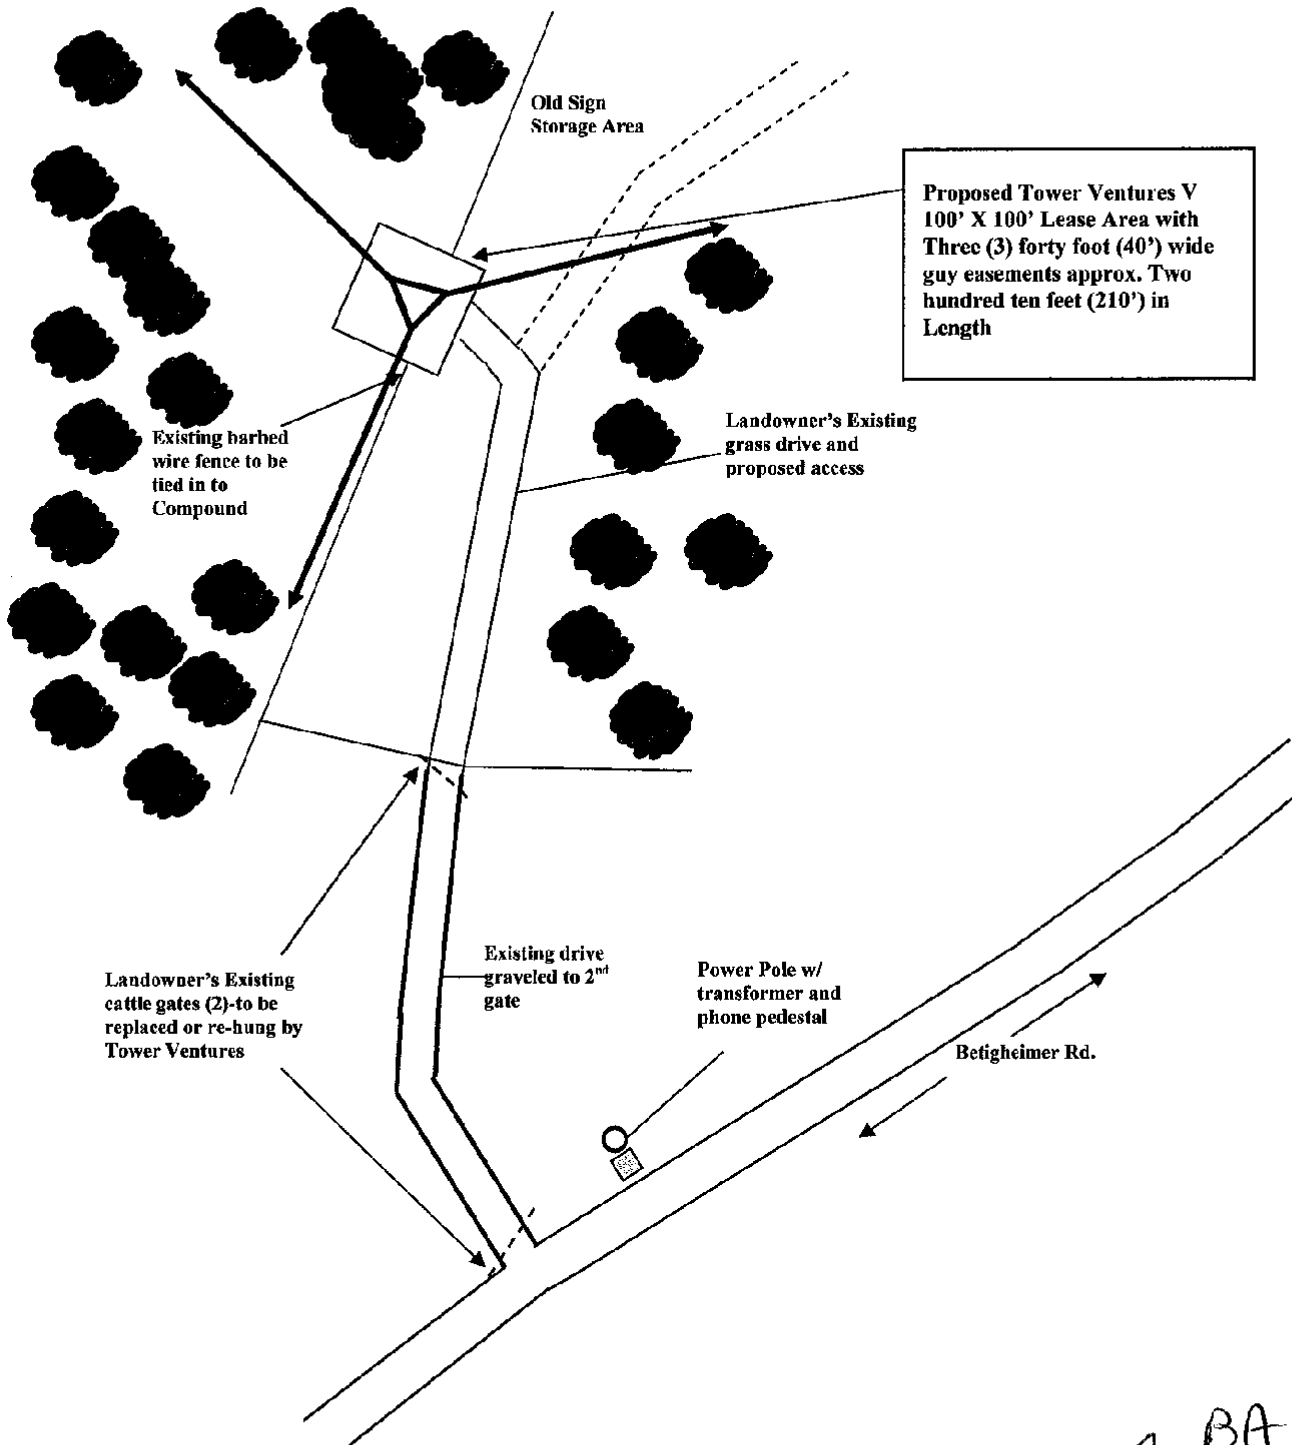 Old Sign
Storage Area
Proposed Tower Ventures V
100' X 100' Lease Area with
Three (3) forty foot (40') wide
guy easements approx. Two
hundred ten feet (210') in
Length
Landowner's Existing
grass drive and
proposed access
Existing barbed
wire fence to be
tied in to
Compound
Existing drive
graveled to 2nd
gate
Power Pole w/
transformer and
phone pedestal
Landowner's Existing
cattle gates (2)-to be
replaced or re-hung by
Tower Ventures
Betigheimer Rd.
BA